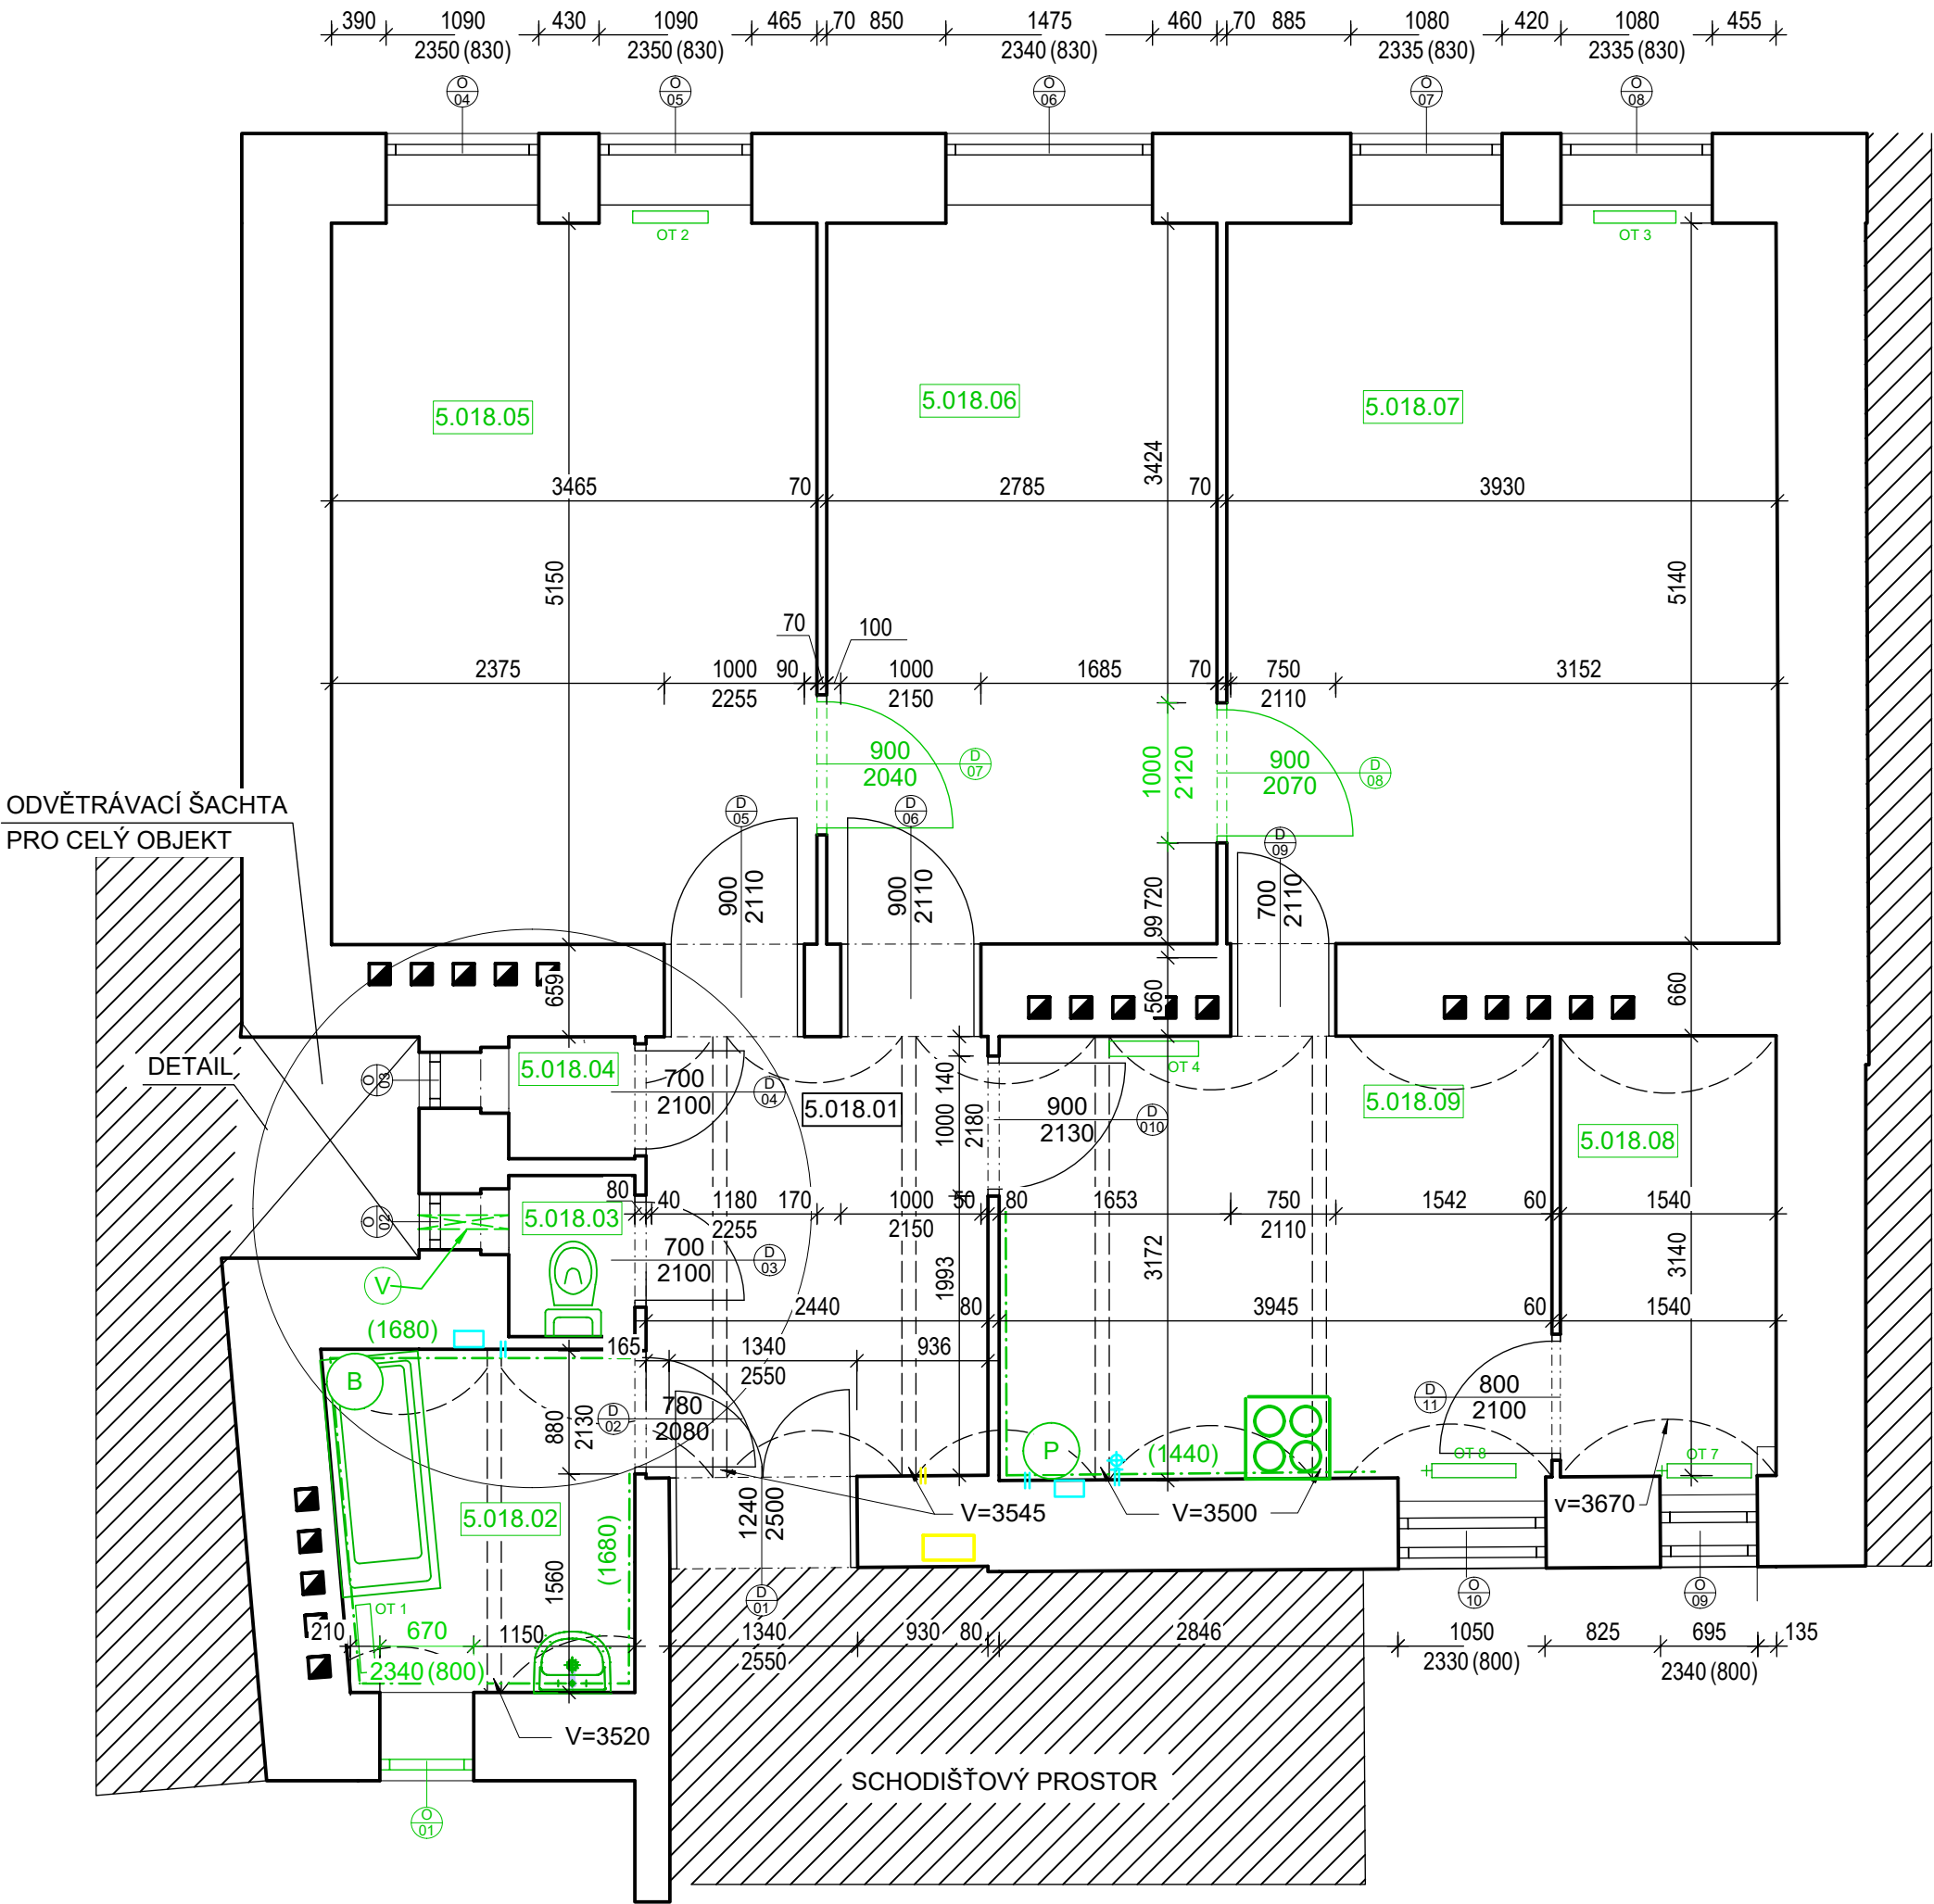 390 1090 430 1090 465 70 850 1475 460 70 885 1080 420 1080 455
2350 (830) 2350 (830) 2340 (830) 2335 (830) 2335 (830)
O 04
O 05
O 06
O 07
O 08
OT 2
OT 3
5.018.05
5.018.06
5.018.07
3424
3465 70 2785 70 3930
5150
5140
70 100
2375 1000 90 1000 1685 70 750 3152
2255 2150 2110
900
2040
D 07
1000
2120
900
2070
D 08
ODVĚTRÁVACÍ ŠACHTA
PRO CELÝ OBJEKT
D 05
D 06
D 09
900
2110
900
2110
700
2110
99 720
659
560
660
DETAIL
O 03
5.018.04
700
2100
D 04
5.018.01
OT 4
140
1000
2180
900
2130
D 010
5.018.09
5.018.08
O 02
5.018.03
80 40 1180 170 1000 50 80 1653 750 1542 60 1540
2255 2150 2110
700
2100
D 03
V
1993
3172
3140
2440 80 3945 60 1540
(1680)
165 1340 936
2550
B
880
2130
D 02
780
2080
D 11
800
2100
P
(1440)
OT 8
OT 7
5.018.02
(1680)
1240
2500
V=3545
V=3500
v=3670
1560
OT 1
D 01
O 10
O 09
210 670 1150 1340 930 80 2846 1050 825 695 135
2340 (800) 2550 2330 (800) 2340 (800)
V=3520
SCHODIŠŤOVÝ PROSTOR
O 01